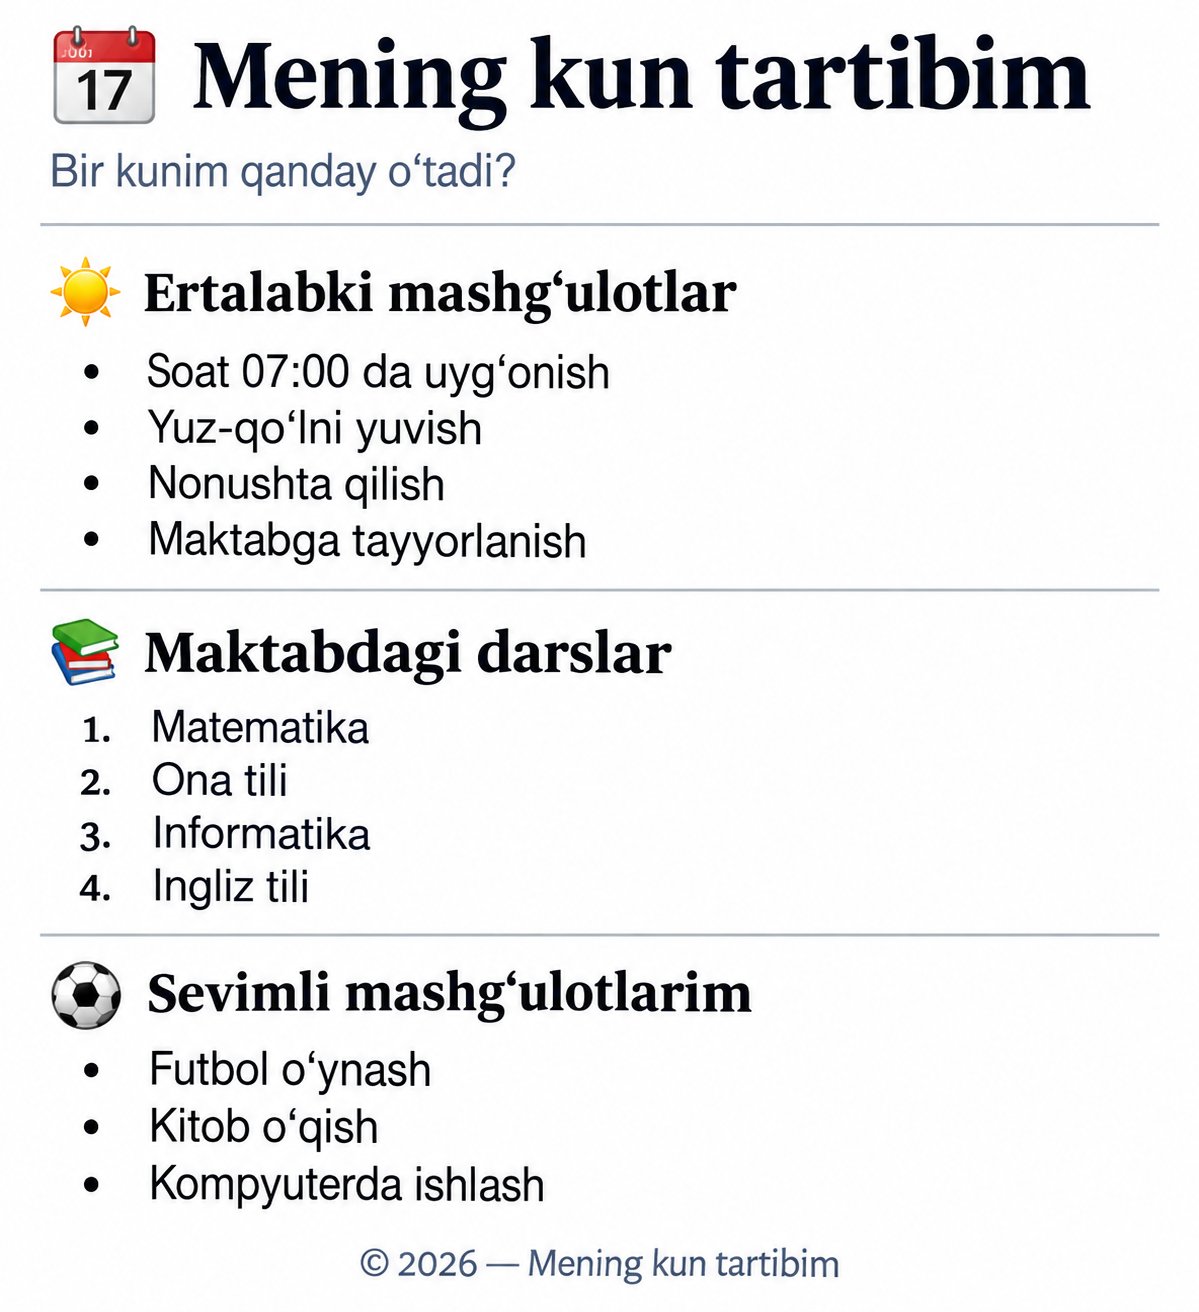 17 Mening kun tartibim
Bir kunim qanday o‘tadi?
Ertalabki mashg‘ulotlar
• Soat 07:00 da uyg‘onish
• Yuz-qo‘lni yuvish
• Nonushta qilish
• Maktabga tayyorlanish
Maktabdagi darslar
1. Matematika
2. Ona tili
3. Informatika
4. Ingliz tili
Sevimli mashg‘ulotlarim
• Futbol o‘ynash
• Kitob o‘qish
• Kompyuterda ishlash
© 2026 — Mening kun tartibim